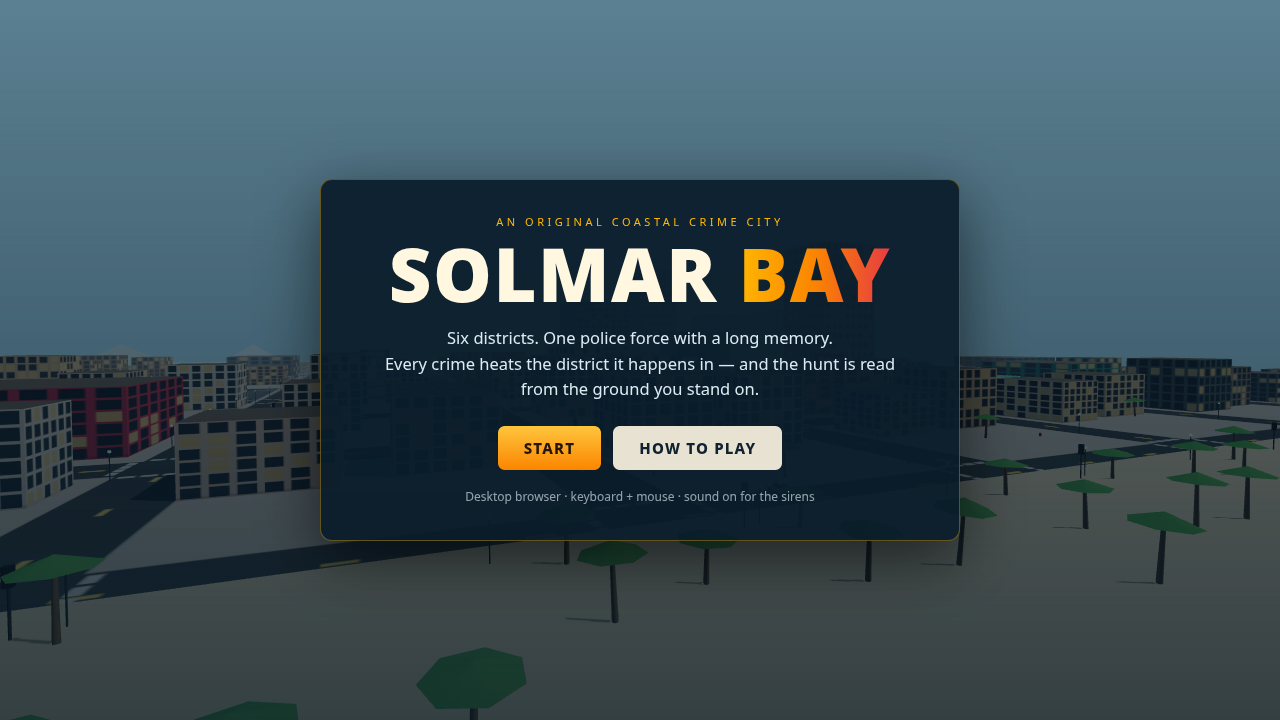 AN ORIGINAL COASTAL CRIME CITY
SOLMAR BAY
Six districts. One police force with a long memory.
Every crime heats the district it happens in — and the hunt is read
from the ground you stand on.
START HOW TO PLAY
Desktop browser · keyboard + mouse · sound on for the sirens